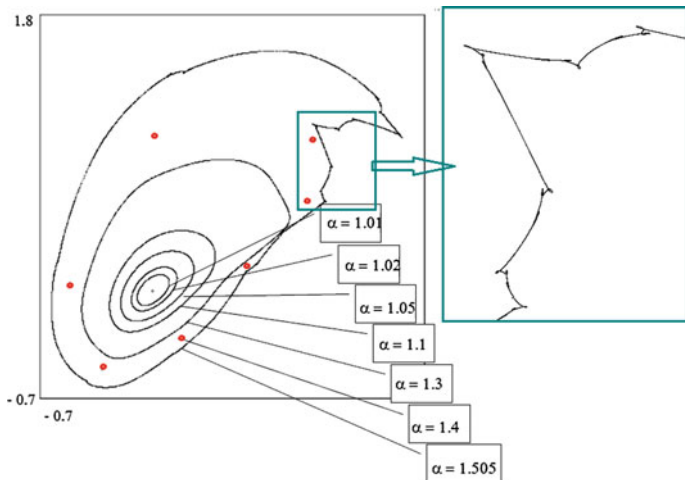 1.8
α = 1.01
α = 1.02
α = 1.05
α = 1.1
α = 1.3
- 0.7
- 0.7
α = 1.4
α = 1.505